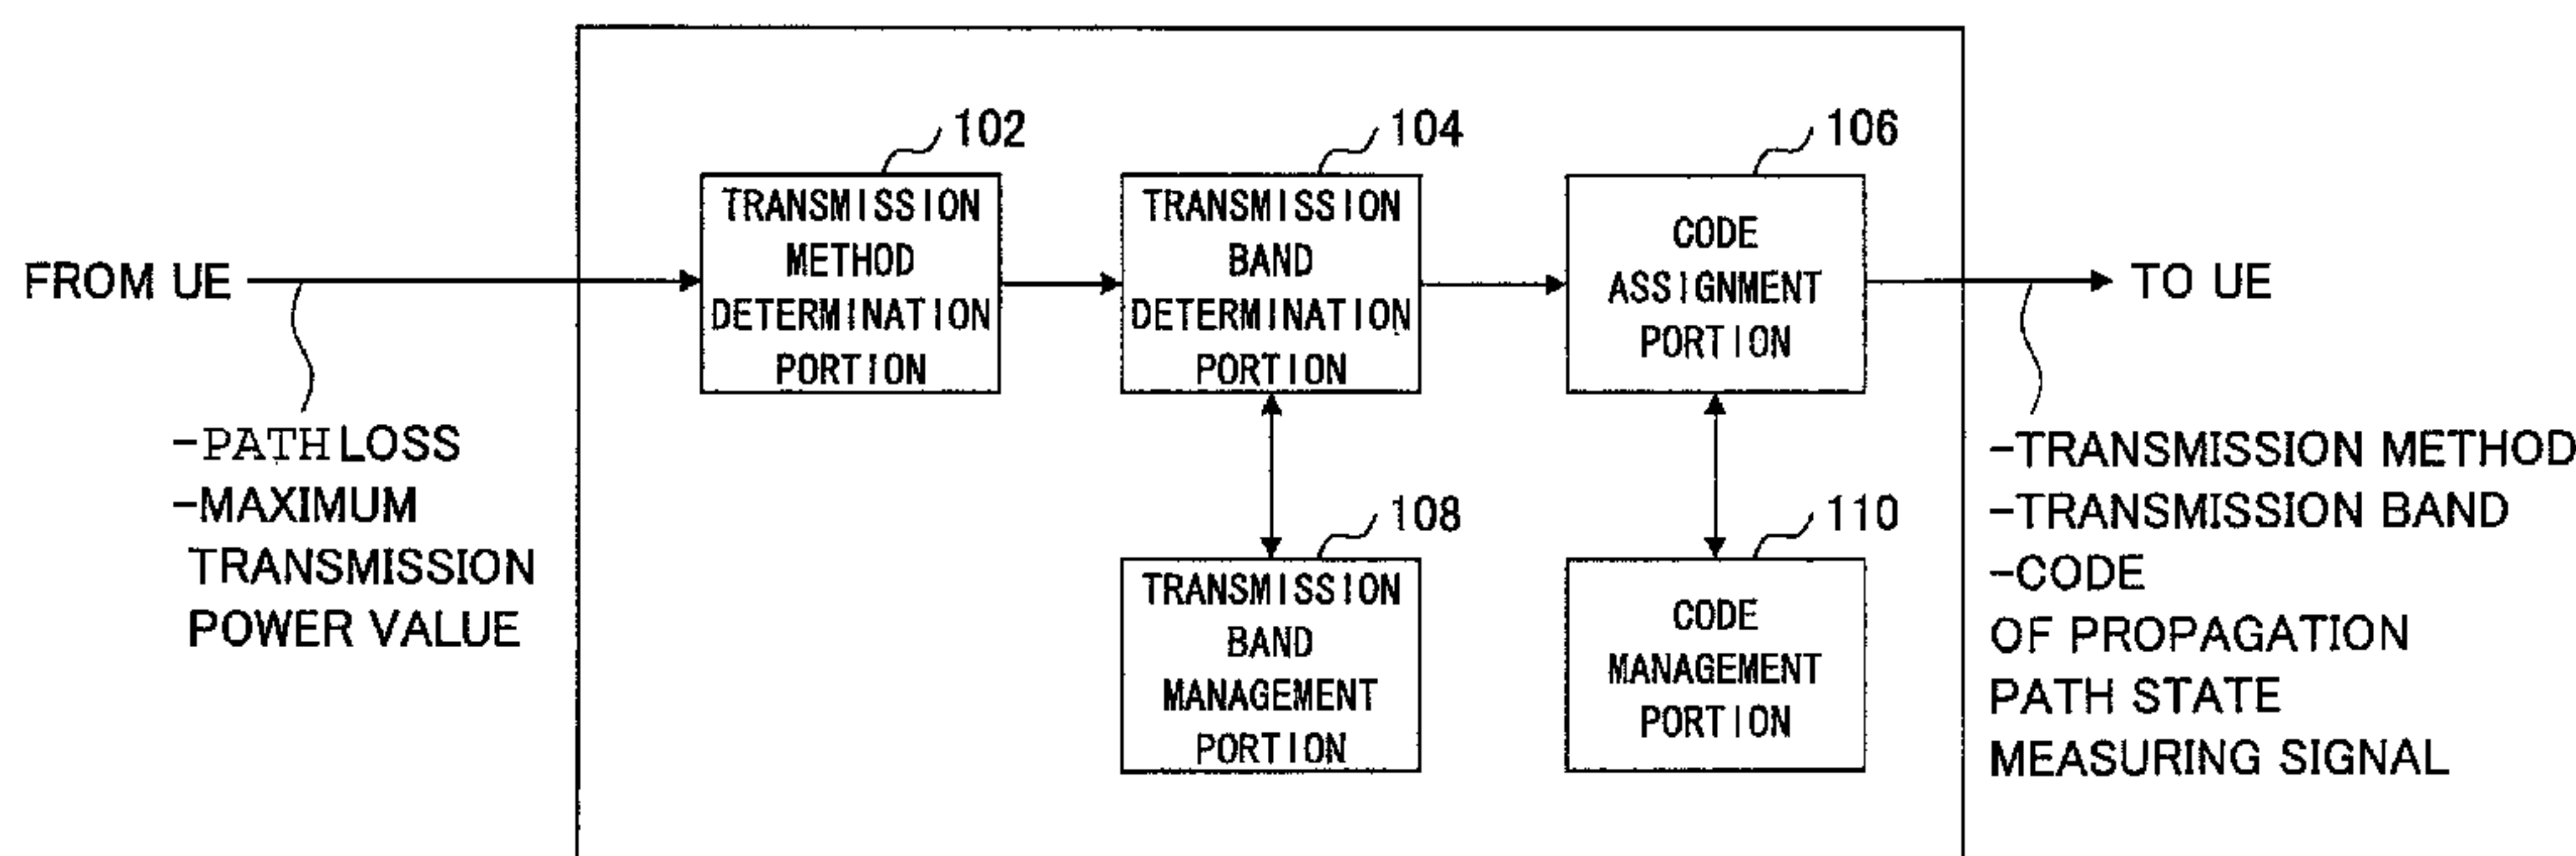 102
104
106
TRANSMISSION
METHOD
DETERMINATION
PORTION
TRANSMISSION
BAND
DETERMINATION
PORTION
CODE
ASSIGNMENT
PORTION
FROM UE
TO UE
-PATH LOSS
-MAXIMUM
TRANSMISSION
POWER VALUE
108
110
TRANSMISSION
BAND
MANAGEMENT
PORTION
CODE
MANAGEMENT
PORTION
-TRANSMISSION METHOD
-TRANSMISSION BAND
-CODE
OF PROPAGATION
PATH STATE
MEASURING SIGNAL